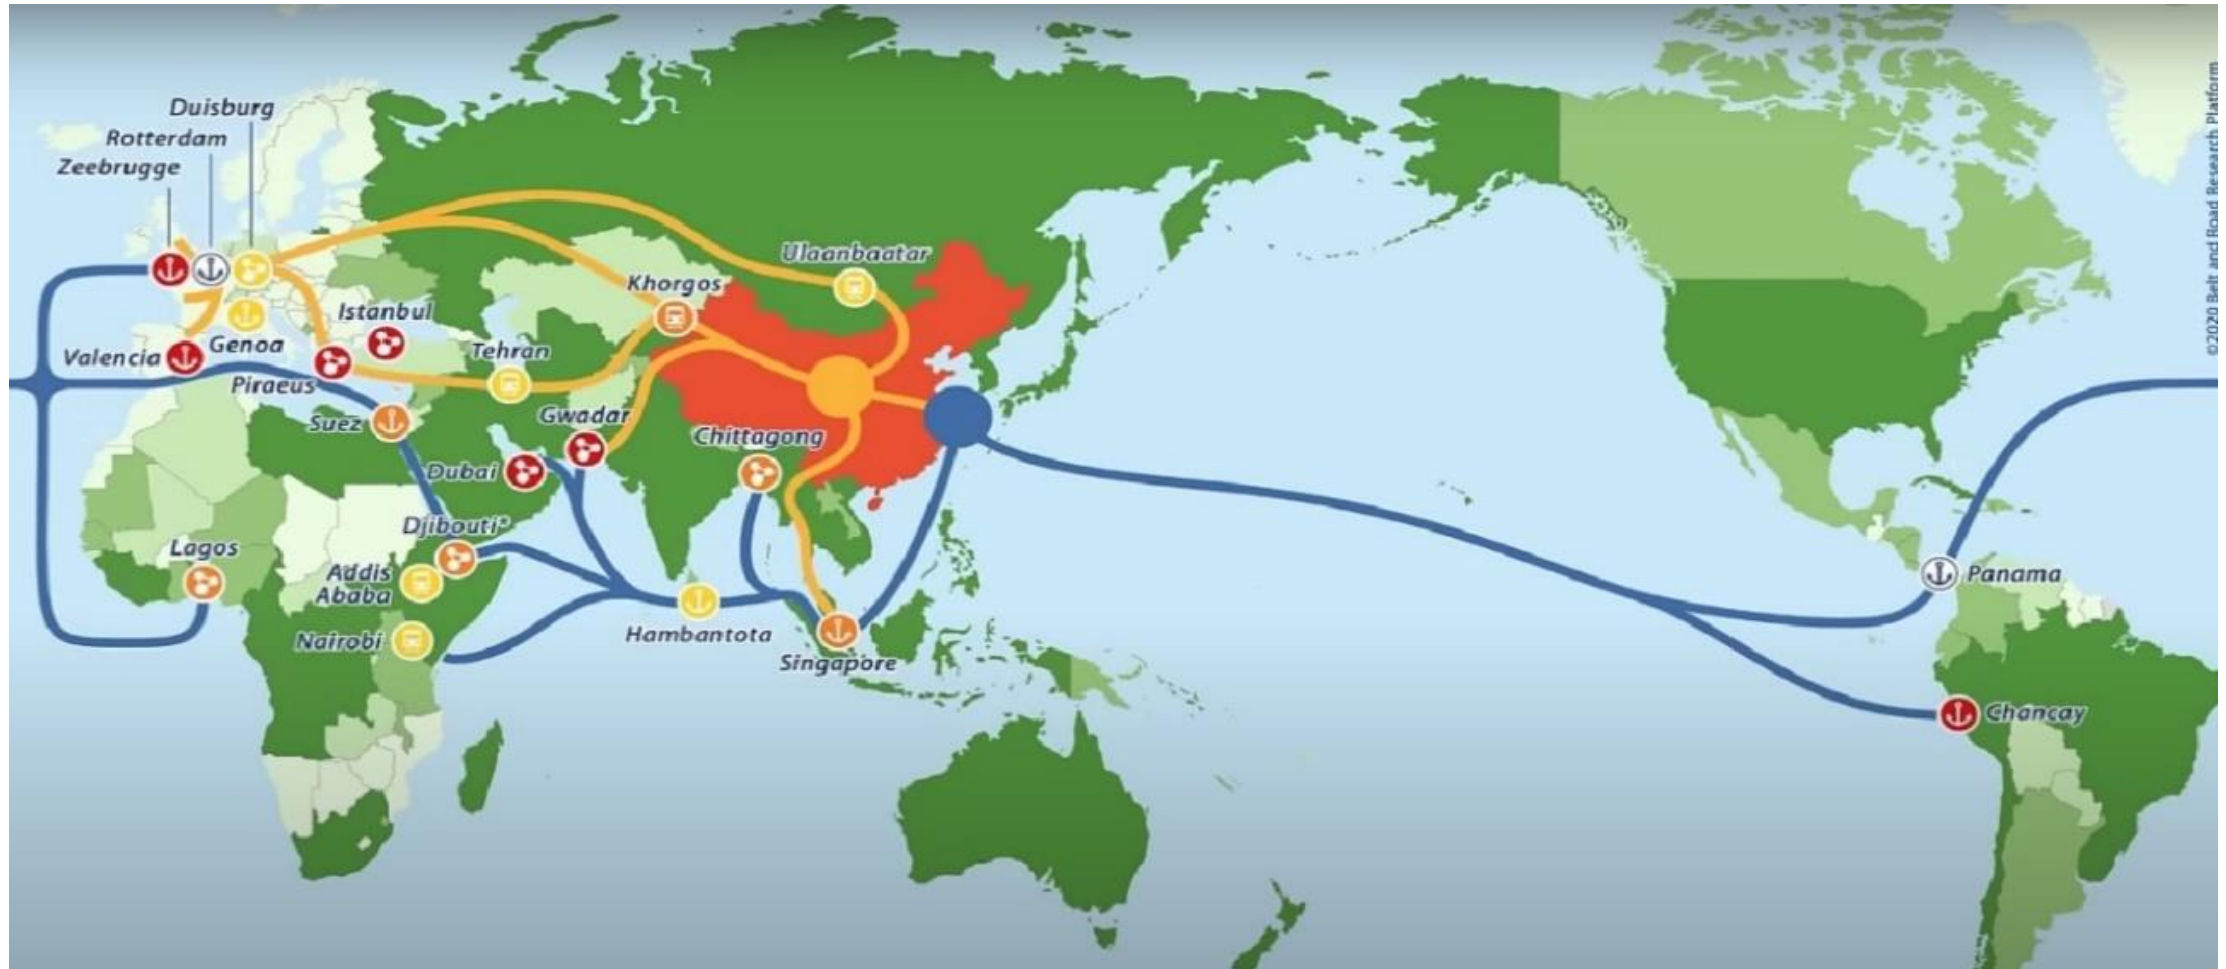 Duisburg
Rotterdam
Zeebrugge
Ulaanbaatar
Khorgos
Istanbul
Genoa
Valencia
Tehran
Piraeus
Gwadar
Suez
Chittagong
Dubai
Djibouti*
Lagos
Addis
Ababa
Panama
Nairobi
Hambantota
Singapore
Chancay
©2020 Belt and Road Research Platform